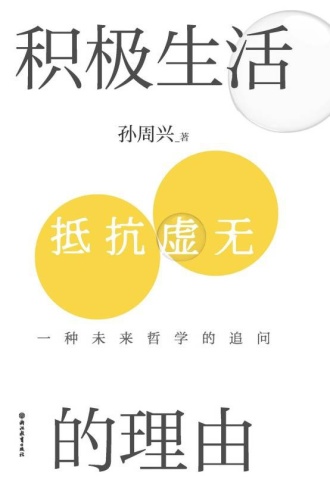 积极生活
孙周兴_著
抵抗虚无
一种未来哲学的追问
的理由
浙江教育出版社